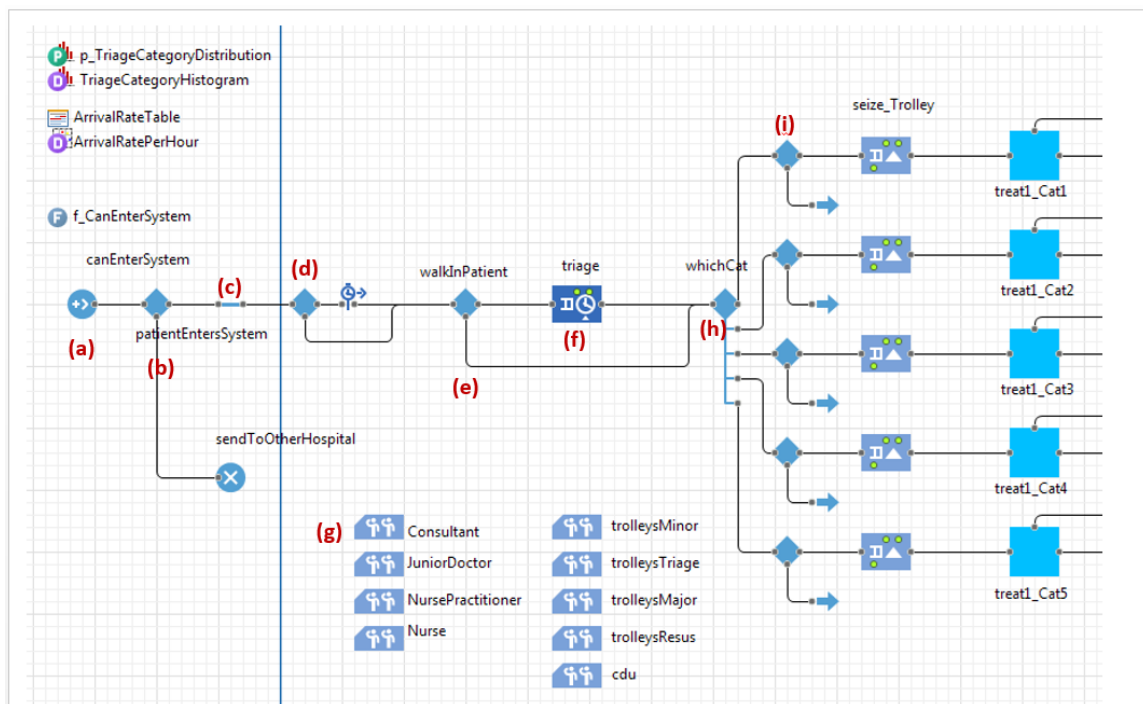 p_TriageCategoryDistribution
TriageCategoryHistogram
ArrivalRateTable
ArrivalRatePerHour
f_CanEnterSystem
canEnterSystem
(a)
(b)
(c)
patientEntersSystem
sendToOtherHospital
(d)
walkInPatient
(e)
triage
(f)
whichCat
(h)
(i)
seize_Trolley
treat1_Cat1
treat1_Cat2
treat1_Cat3
treat1_Cat4
treat1_Cat5
(g)
Consultant
JuniorDoctor
NursePractitioner
Nurse
trolleysMinor
trolleysTriage
trolleysMajor
trolleysResus
cdu